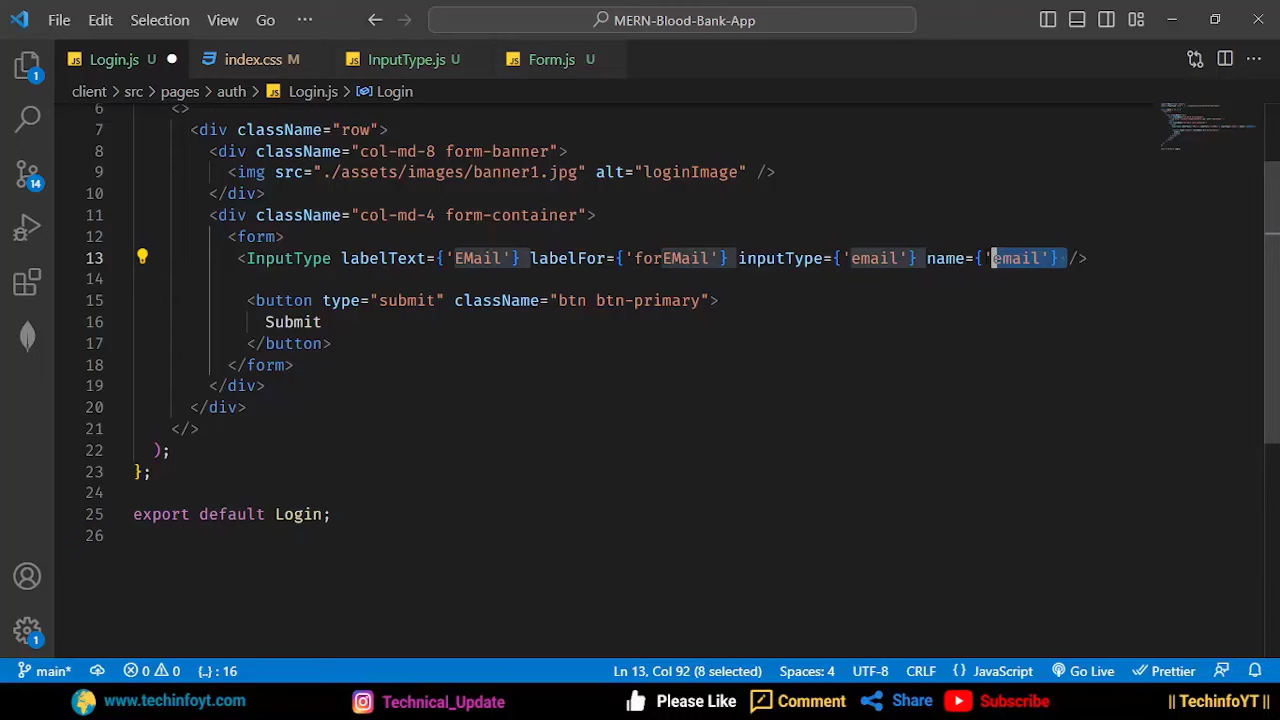 File Edit Selection View Go ··· MERN-Blood-Bank-App
Login.js U index.css M InputType.js U Form.js U
client > src > pages > auth > Login.js > Login
6 <>
7 <div className="row">
8 <div className="col-md-8 form-banner">
9 <img src="./assets/images/banner1.jpg" alt="loginImage" />
10 </div>
11 <div className="col-md-4 form-container">
12 <form>
13 <InputType labelText={'EMail'} labelFor={'forEMail'} inputType={'email'} name={'email'} />
14
15 <button type="submit" className="btn btn-primary">
16 Submit
17 </button>
18 </form>
19 </div>
20 </div>
21 </>
22 );
23 };
24
25 export default Login;
26
1
14
1
main* 0 0 {..} : 16 Ln 13, Col 92 (8 selected) Spaces: 4 UTF-8 CRLF {} JavaScript Go Live Prettier
www.techinfoyt.com Technical_Update Please Like Comment Share Subscribe || TechinfoYT ||